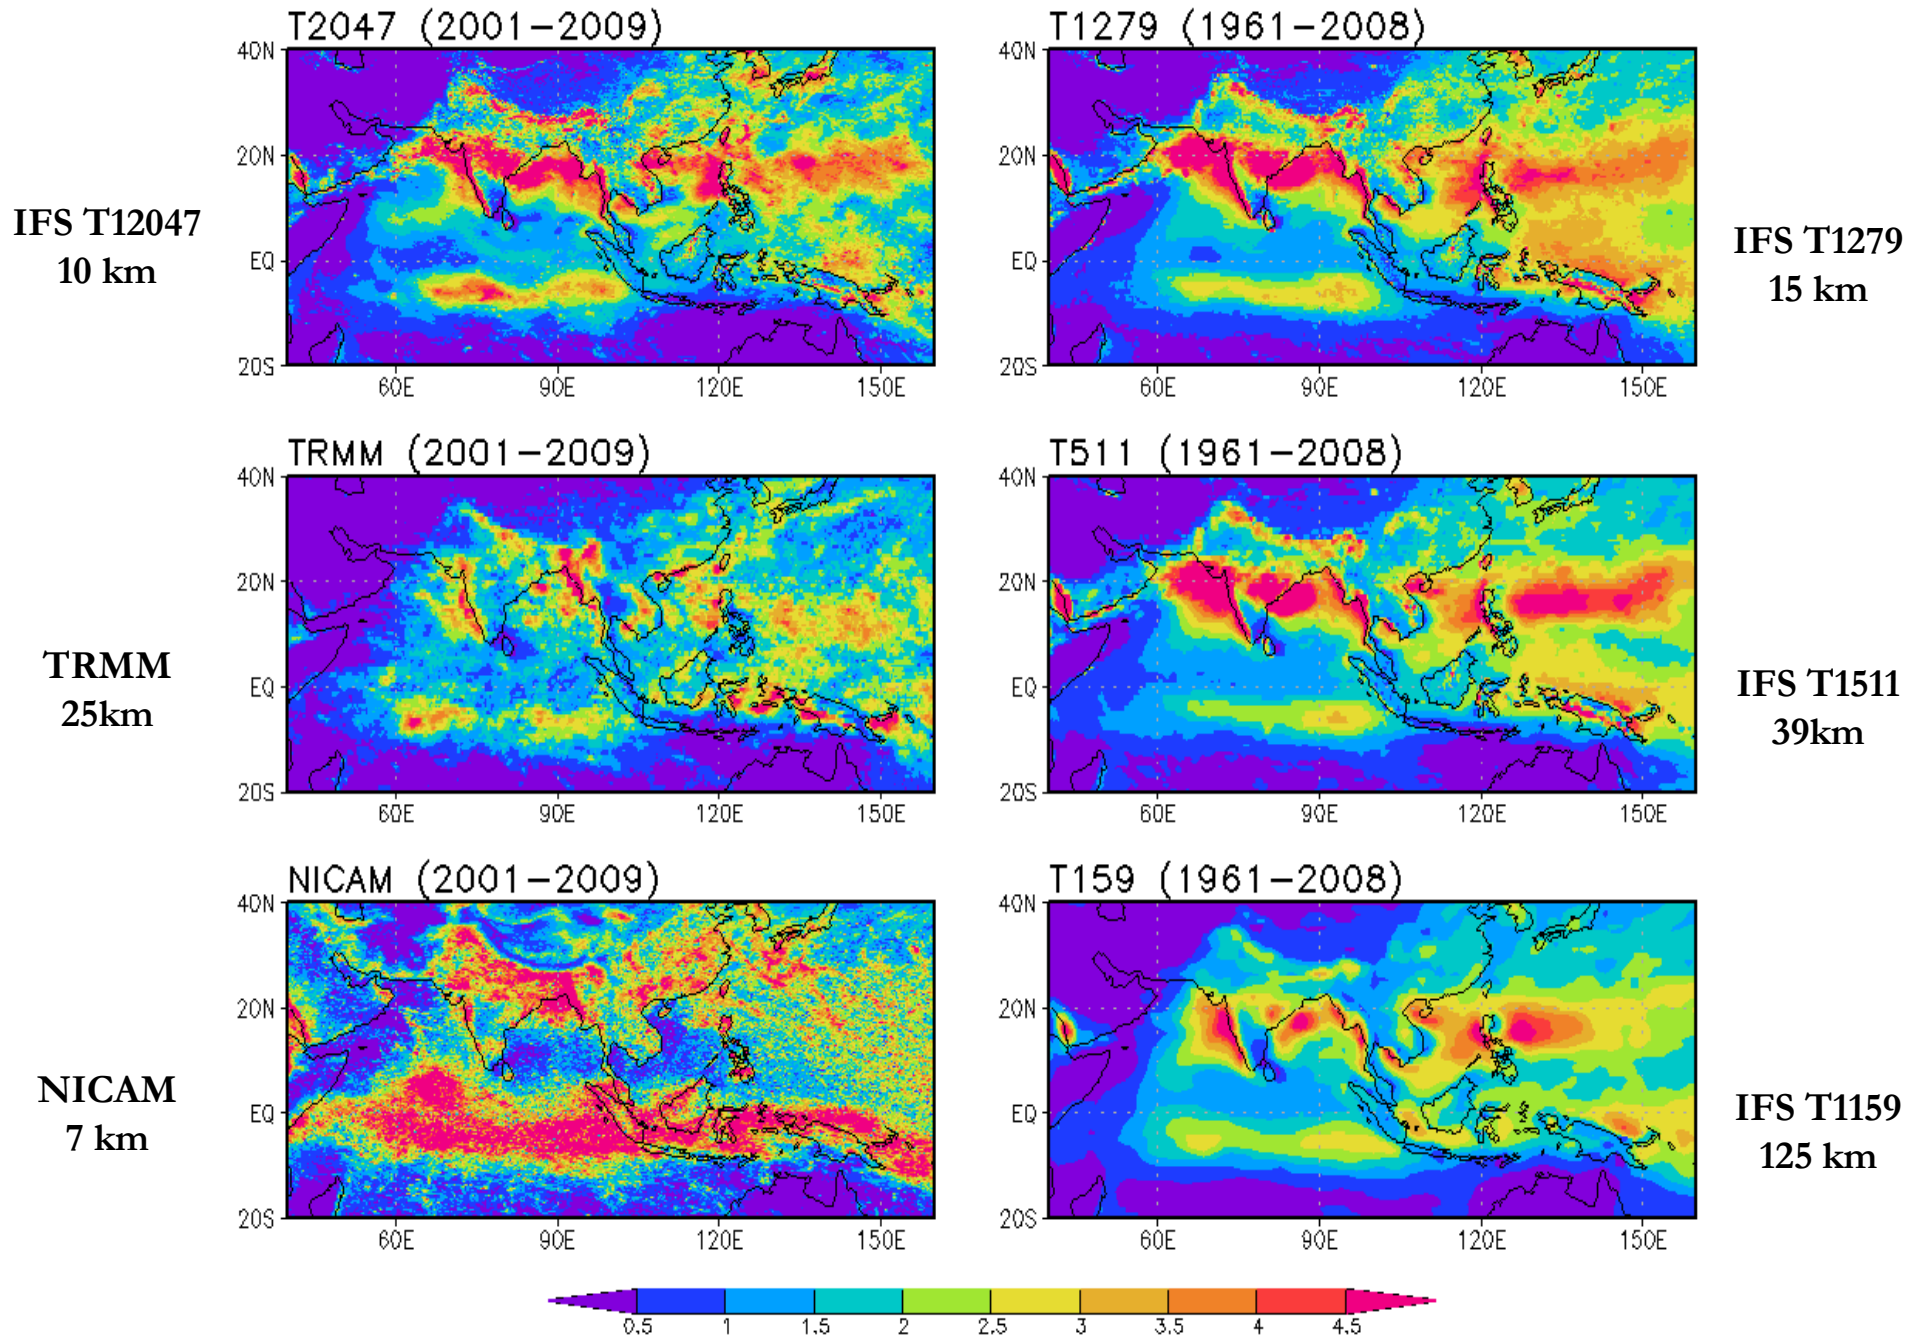 T2047 (2001-2009)
40N
20N
EQ
20S
60E 90E 120E 150E
IFS T12047
10 km
T1279 (1961-2008)
40N
20N
EQ
20S
60E 90E 120E 150E
IFS T1279
15 km
TRMM (2001-2009)
40N
20N
EQ
20S
60E 90E 120E 150E
TRMM
25km
T511 (1961-2008)
40N
20N
EQ
20S
60E 90E 120E 150E
IFS T1511
39km
NICAM (2001-2009)
40N
20N
EQ
20S
60E 90E 120E 150E
NICAM
7 km
T159 (1961-2008)
40N
20N
EQ
20S
60E 90E 120E 150E
IFS T1159
125 km
0.5 1 1.5 2 2.5 3 3.5 4 4.5